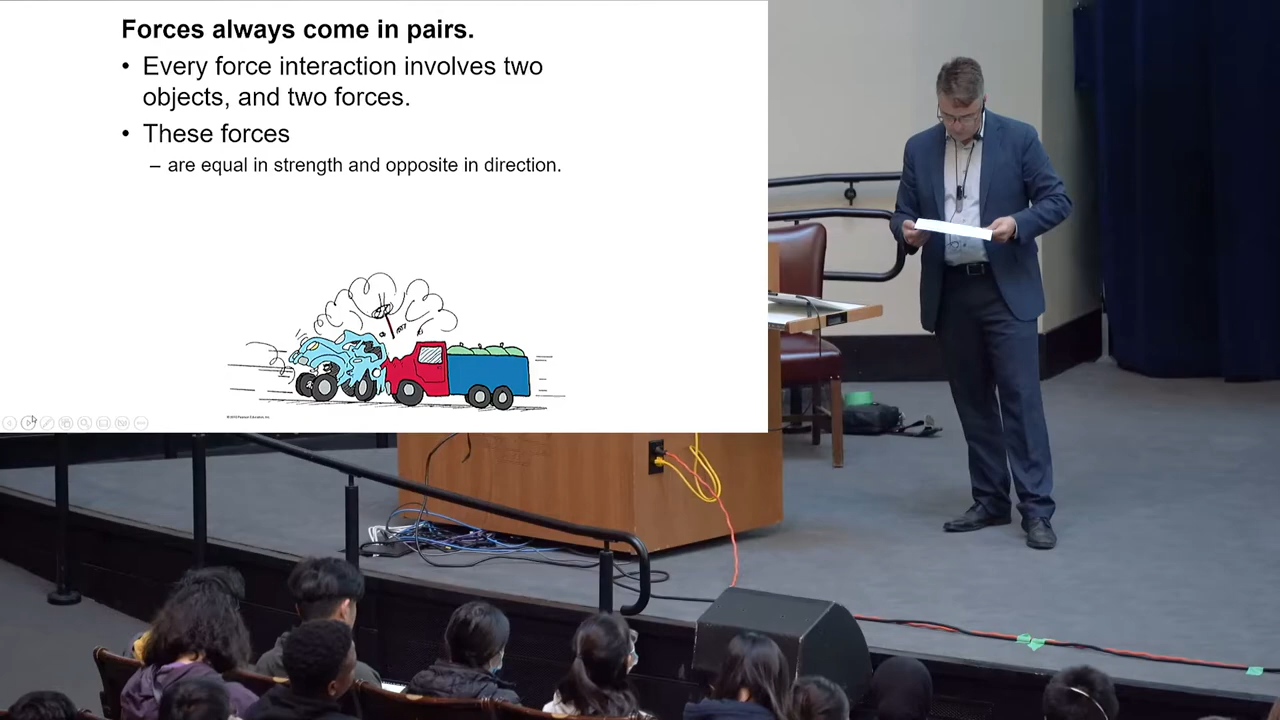 Forces always come in pairs.
• Every force interaction involves two
objects, and two forces.
• These forces
– are equal in strength and opposite in direction.